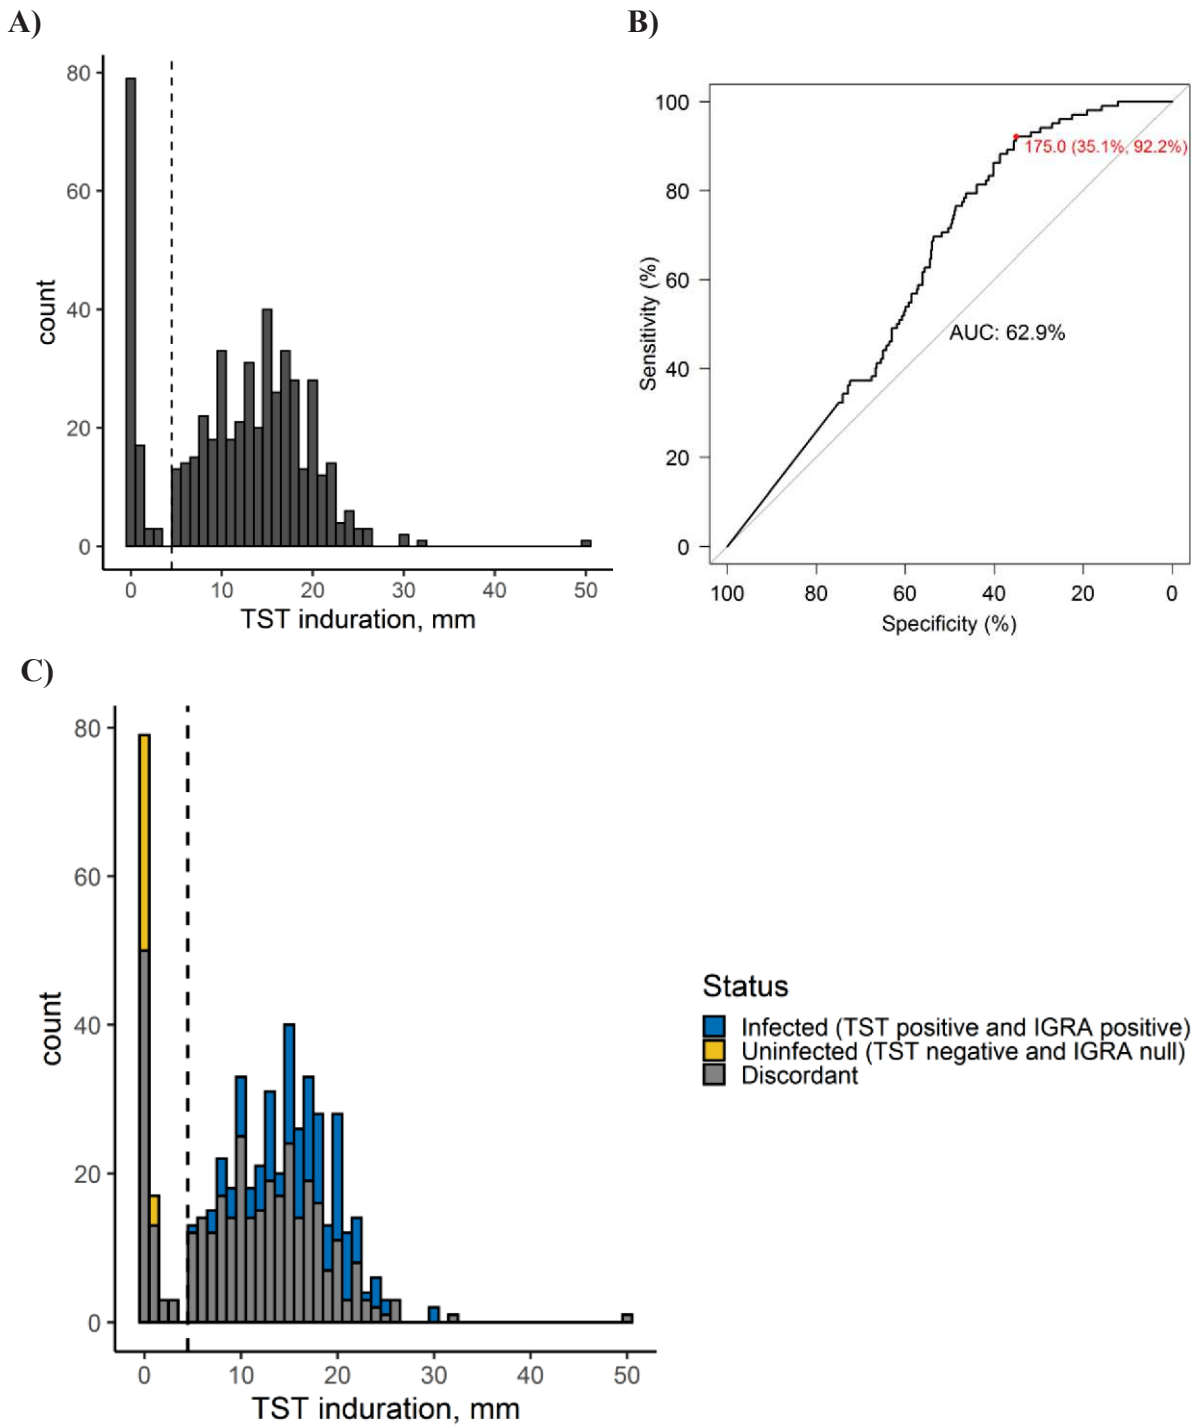 A)
80
60
40
20
0
count
0 10 20 30 40 50
TST induration, mm
B)
100
80
60
40
20
0
Sensitivity (%)
175.0 (35.1%, 92.2%)
AUC: 62.9%
100 80 60 40 20 0
Specificity (%)
C)
80
60
40
20
0
count
0 10 20 30 40 50
TST induration, mm
Status
Infected (TST positive and IGRA positive)
Uninfected (TST negative and IGRA null)
Discordant